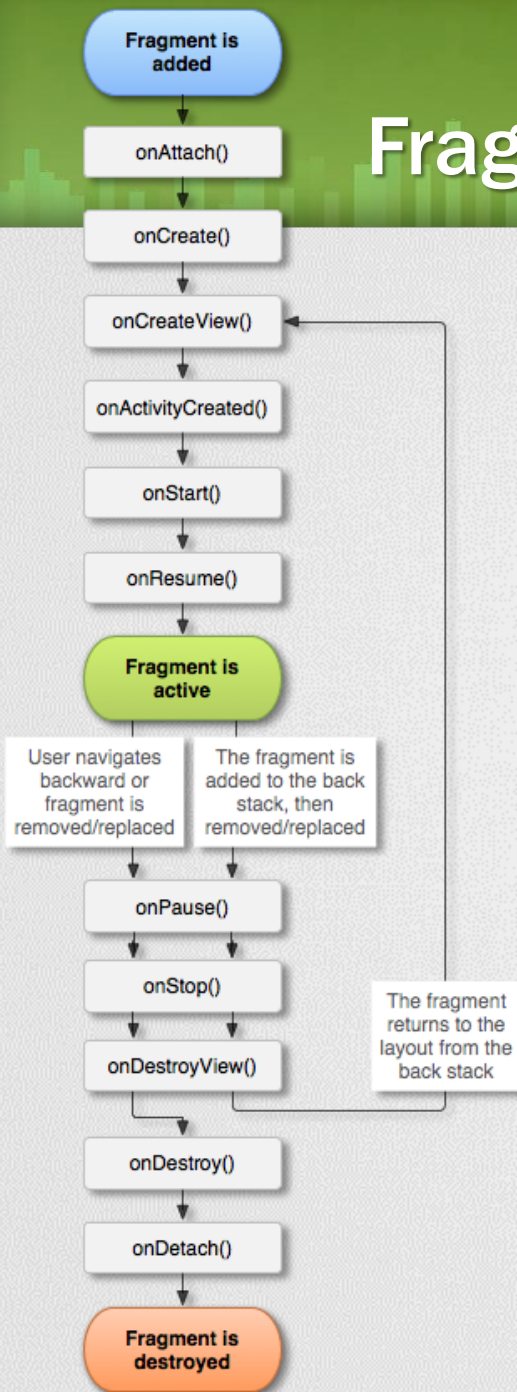 Fragment is
added
Frag
onAttach()
onCreate()
onCreateView()
onActivityCreated()
onStart()
onResume()
Fragment is
active
User navigates
backward or
fragment is
removed/replaced
The fragment is
added to the back
stack, then
removed/replaced
onPause()
onStop()
The fragment
returns to the
layout from the
back stack
onDestroyView()
onDestroy()
onDetach()
Fragment is
destroyed